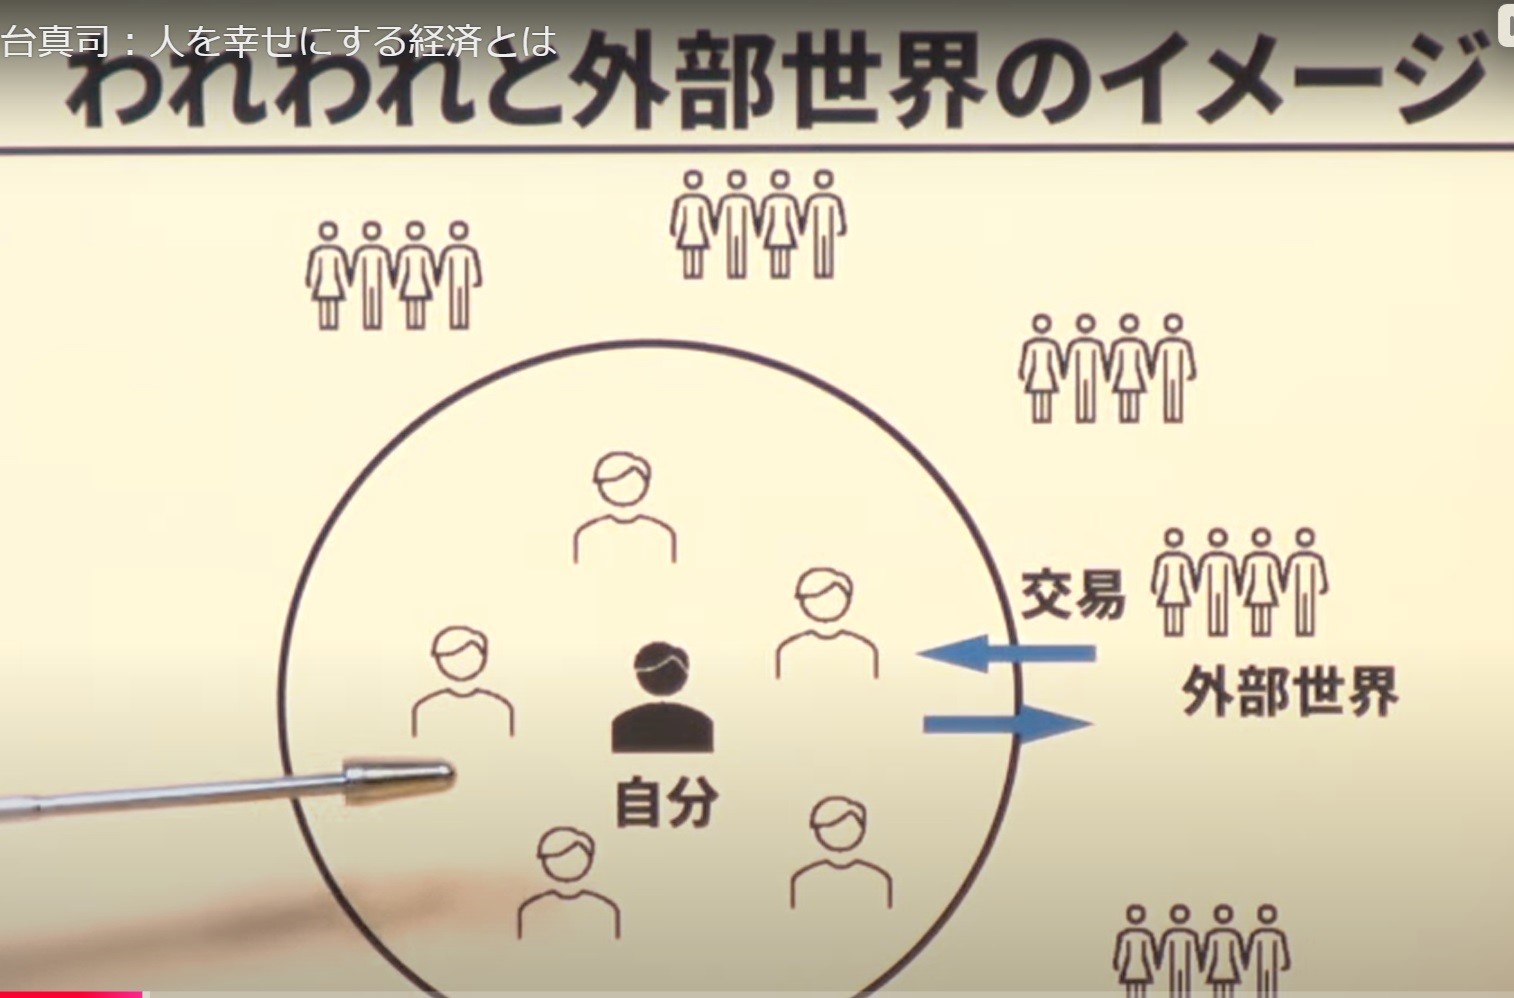 台真司：人を幸せにする経済とは
われわれと外部世界のイメージ
交易
外部世界
自分